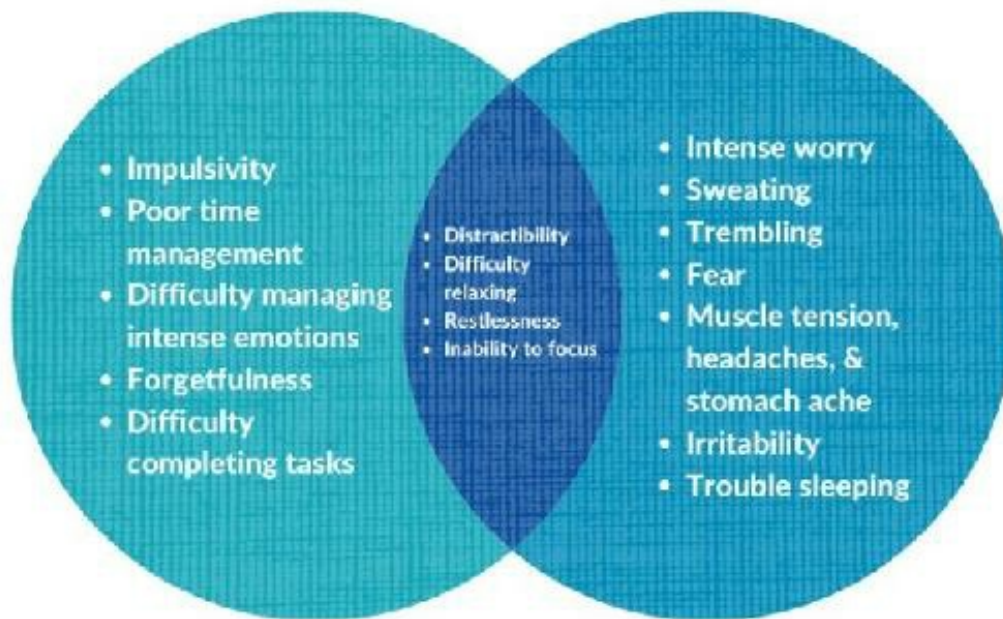 • Impulsivity
• Poor time
management
• Difficulty managing
intense emotions
• Forgetfulness
• Difficulty
completing tasks
• Distractibility
• Difficulty
relaxing
• Restlessness
• Inability to focus
• Intense worry
• Sweating
• Trembling
• Fear
• Muscle tension,
headaches, &
stomach ache
• Irritability
• Trouble sleeping